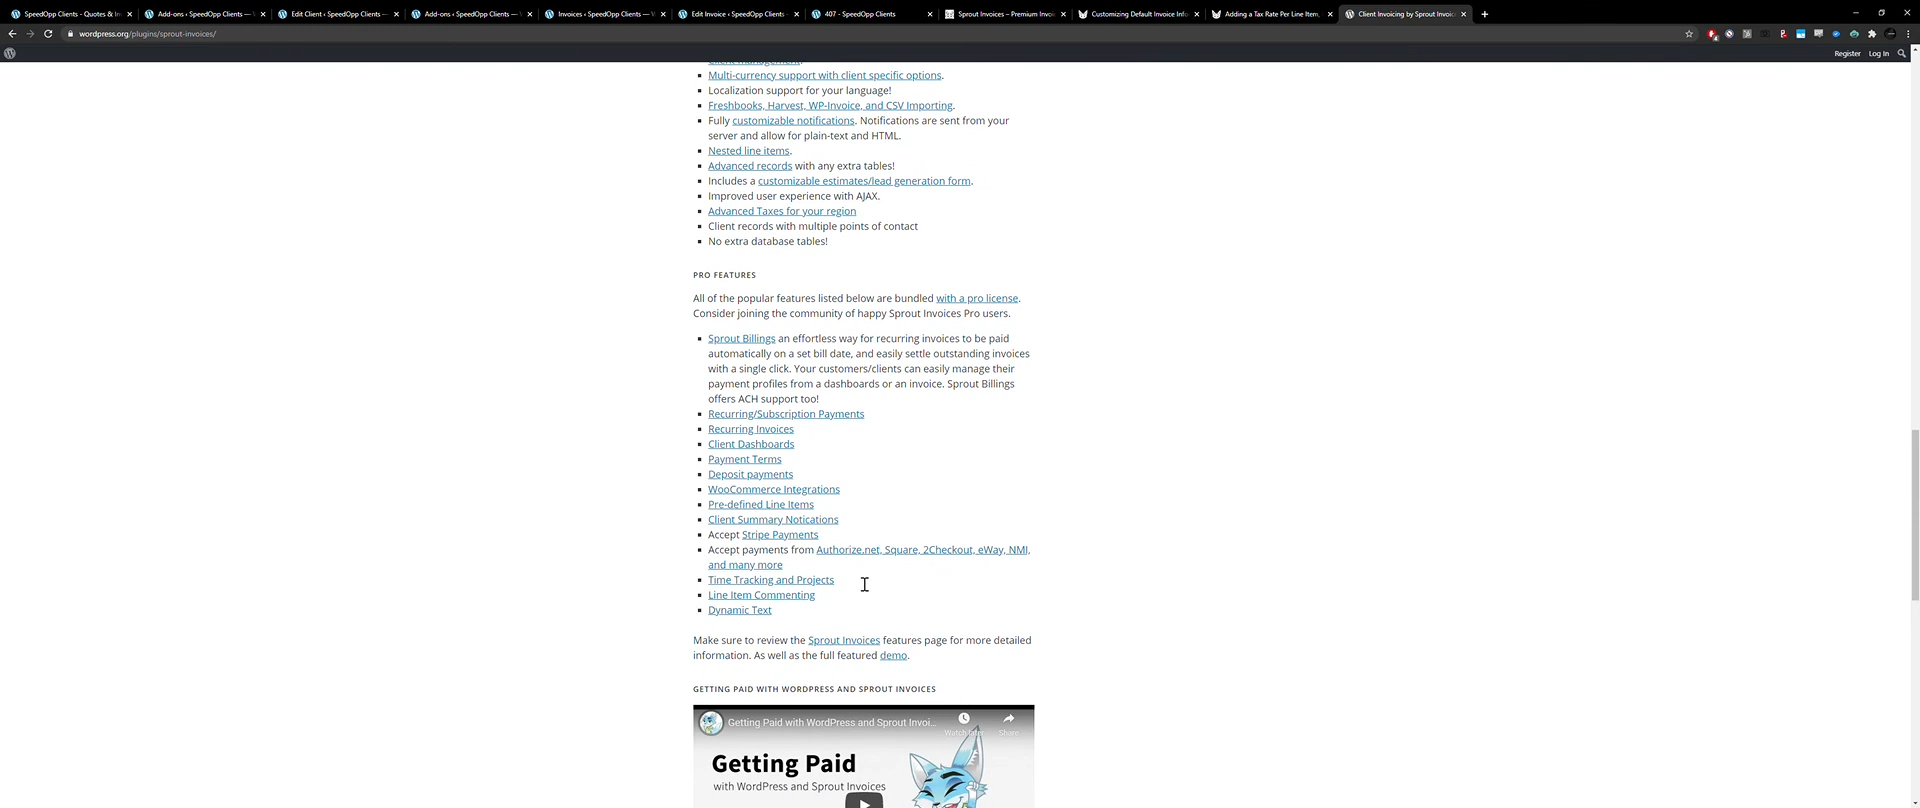 SpeedOpp Clients - Quotes & In
Add-ons ‹ SpeedOpp Clients —
Edit Client ‹ SpeedOpp Clients —
Add-ons ‹ SpeedOpp Clients —
Invoices ‹ SpeedOpp Clients —
Edit Invoice ‹ SpeedOpp Clients
407 - SpeedOpp Clients
Sprout Invoices – Premium Invoi
Customizing Default Invoice Info
Adding a Tax Rate Per Line Item
Client Invoicing by Sprout Invoi
wordpress.org/plugins/sprout-invoices/
Register
Log In
Client management.
Multi-currency support with client specific options.
Localization support for your language!
Freshbooks, Harvest, WP-Invoice, and CSV Importing.
Fully customizable notifications. Notifications are sent from your
server and allow for plain-text and HTML.
Nested line items.
Advanced records with any extra tables!
Includes a customizable estimates/lead generation form.
Improved user experience with AJAX.
Advanced Taxes for your region
Client records with multiple points of contact
No extra database tables!
PRO FEATURES
All of the popular features listed below are bundled with a pro license.
Consider joining the community of happy Sprout Invoices Pro users.
Sprout Billings an effortless way for recurring invoices to be paid
automatically on a set bill date, and easily settle outstanding invoices
with a single click. Your customers/clients can easily manage their
payment profiles from a dashboards or an invoice. Sprout Billings
offers ACH support too!
Recurring/Subscription Payments
Recurring Invoices
Client Dashboards
Payment Terms
Deposit payments
WooCommerce Integrations
Pre-defined Line Items
Client Summary Notications
Accept Stripe Payments
Accept payments from Authorize.net, Square, 2Checkout, eWay, NMI,
and many more
Time Tracking and Projects
Line Item Commenting
Dynamic Text
Make sure to review the Sprout Invoices features page for more detailed
information. As well as the full featured demo.
GETTING PAID WITH WORDPRESS AND SPROUT INVOICES
Getting Paid with WordPress and Sprout Invoi...
Watch later
Share
Getting Paid
with WordPress and Sprout Invoices